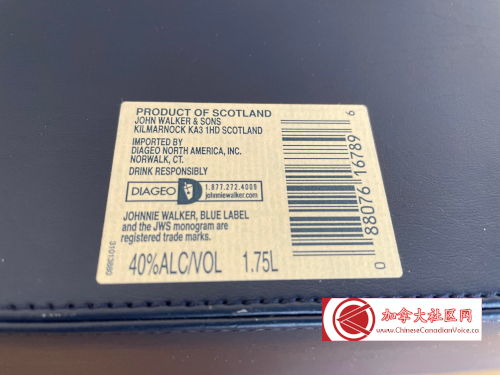 PRODUCT OF SCOTLAND
JOHN WALKER & SONS
KILMARNOCK KA3 1HD SCOTLAND
IMPORTED BY
DIAGEO NORTH AMERICA, INC.
NORWALK, CT.
DRINK RESPONSIBLY
DIAGEO
1.877.272.4009
johnniewalker.com
JOHNNIE WALKER, BLUE LABEL
and the JWS monogram are
registered trade marks.
40%ALC/VOL 1.75L
31013680
0 88076 16789 6
加拿大社区网
www.ChineseCanadianVoice.ca